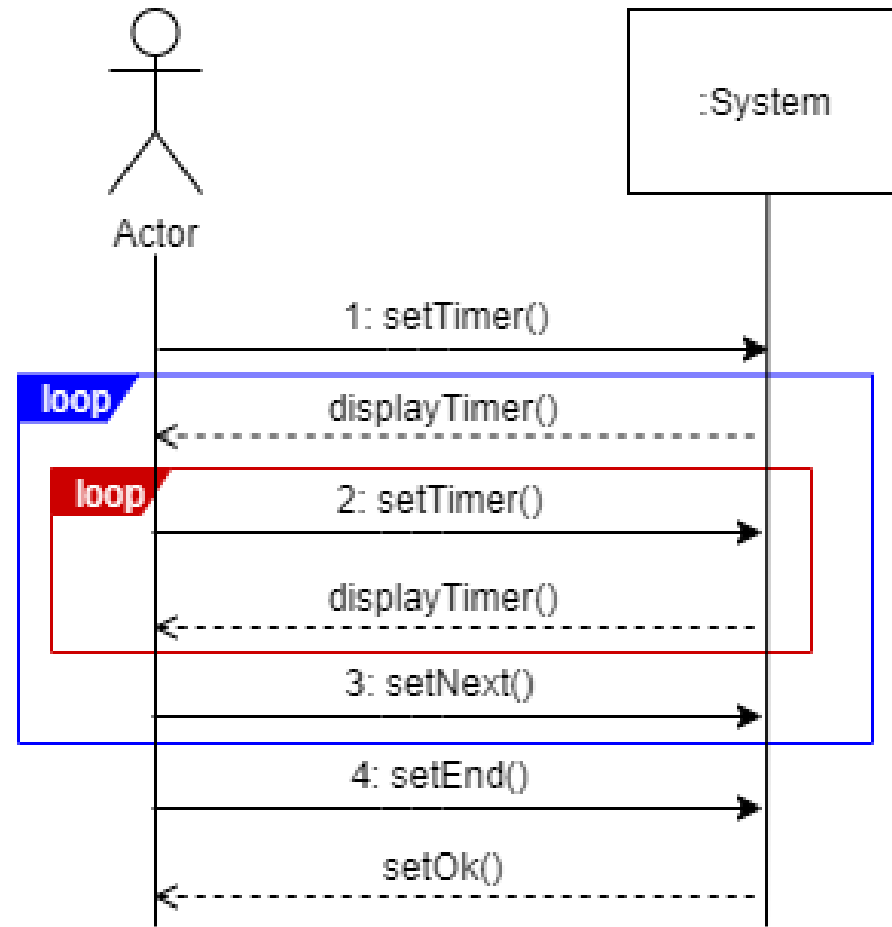 :System
Actor
1: setTimer()
loop
displayTimer()
loop
2: setTimer()
displayTimer()
3: setNext()
4: setEnd()
setOk()